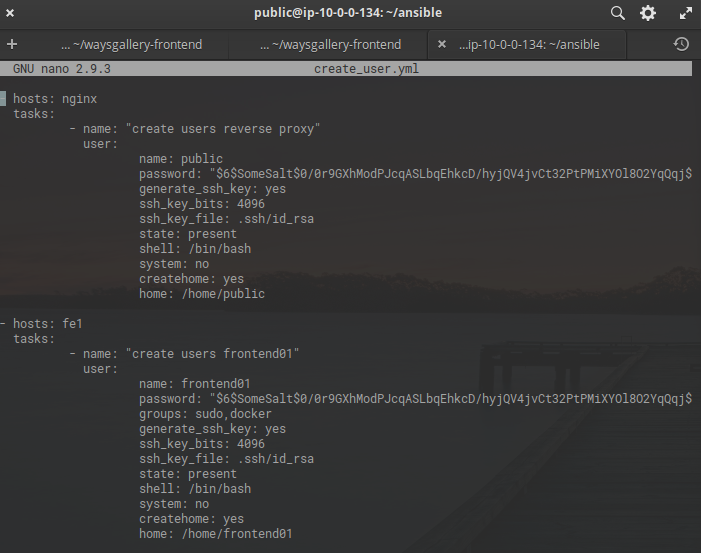 public@ip-10-0-0-134: ~/ansible
... ~/waysgallery-frontend
... ~/waysgallery-frontend
...ip-10-0-0-134: ~/ansible
GNU nano 2.9.3 create_user.yml
- hosts: nginx
tasks:
- name: "create users reverse proxy"
user:
name: public
password: "$6$SomeSalt$0/0r9GXhModPJcqASLbqEhkcD/hyjQV4jvCt32PtPMiXYOl8O2YqQqj$
generate_ssh_key: yes
ssh_key_bits: 4096
ssh_key_file: .ssh/id_rsa
state: present
shell: /bin/bash
system: no
createhome: yes
home: /home/public
- hosts: fe1
tasks:
- name: "create users frontend01"
user:
name: frontend01
password: "$6$SomeSalt$0/0r9GXhModPJcqASLbqEhkcD/hyjQV4jvCt32PtPMiXYOl8O2YqQqj$
groups: sudo,docker
generate_ssh_key: yes
ssh_key_bits: 4096
ssh_key_file: .ssh/id_rsa
state: present
shell: /bin/bash
system: no
createhome: yes
home: /home/frontend01